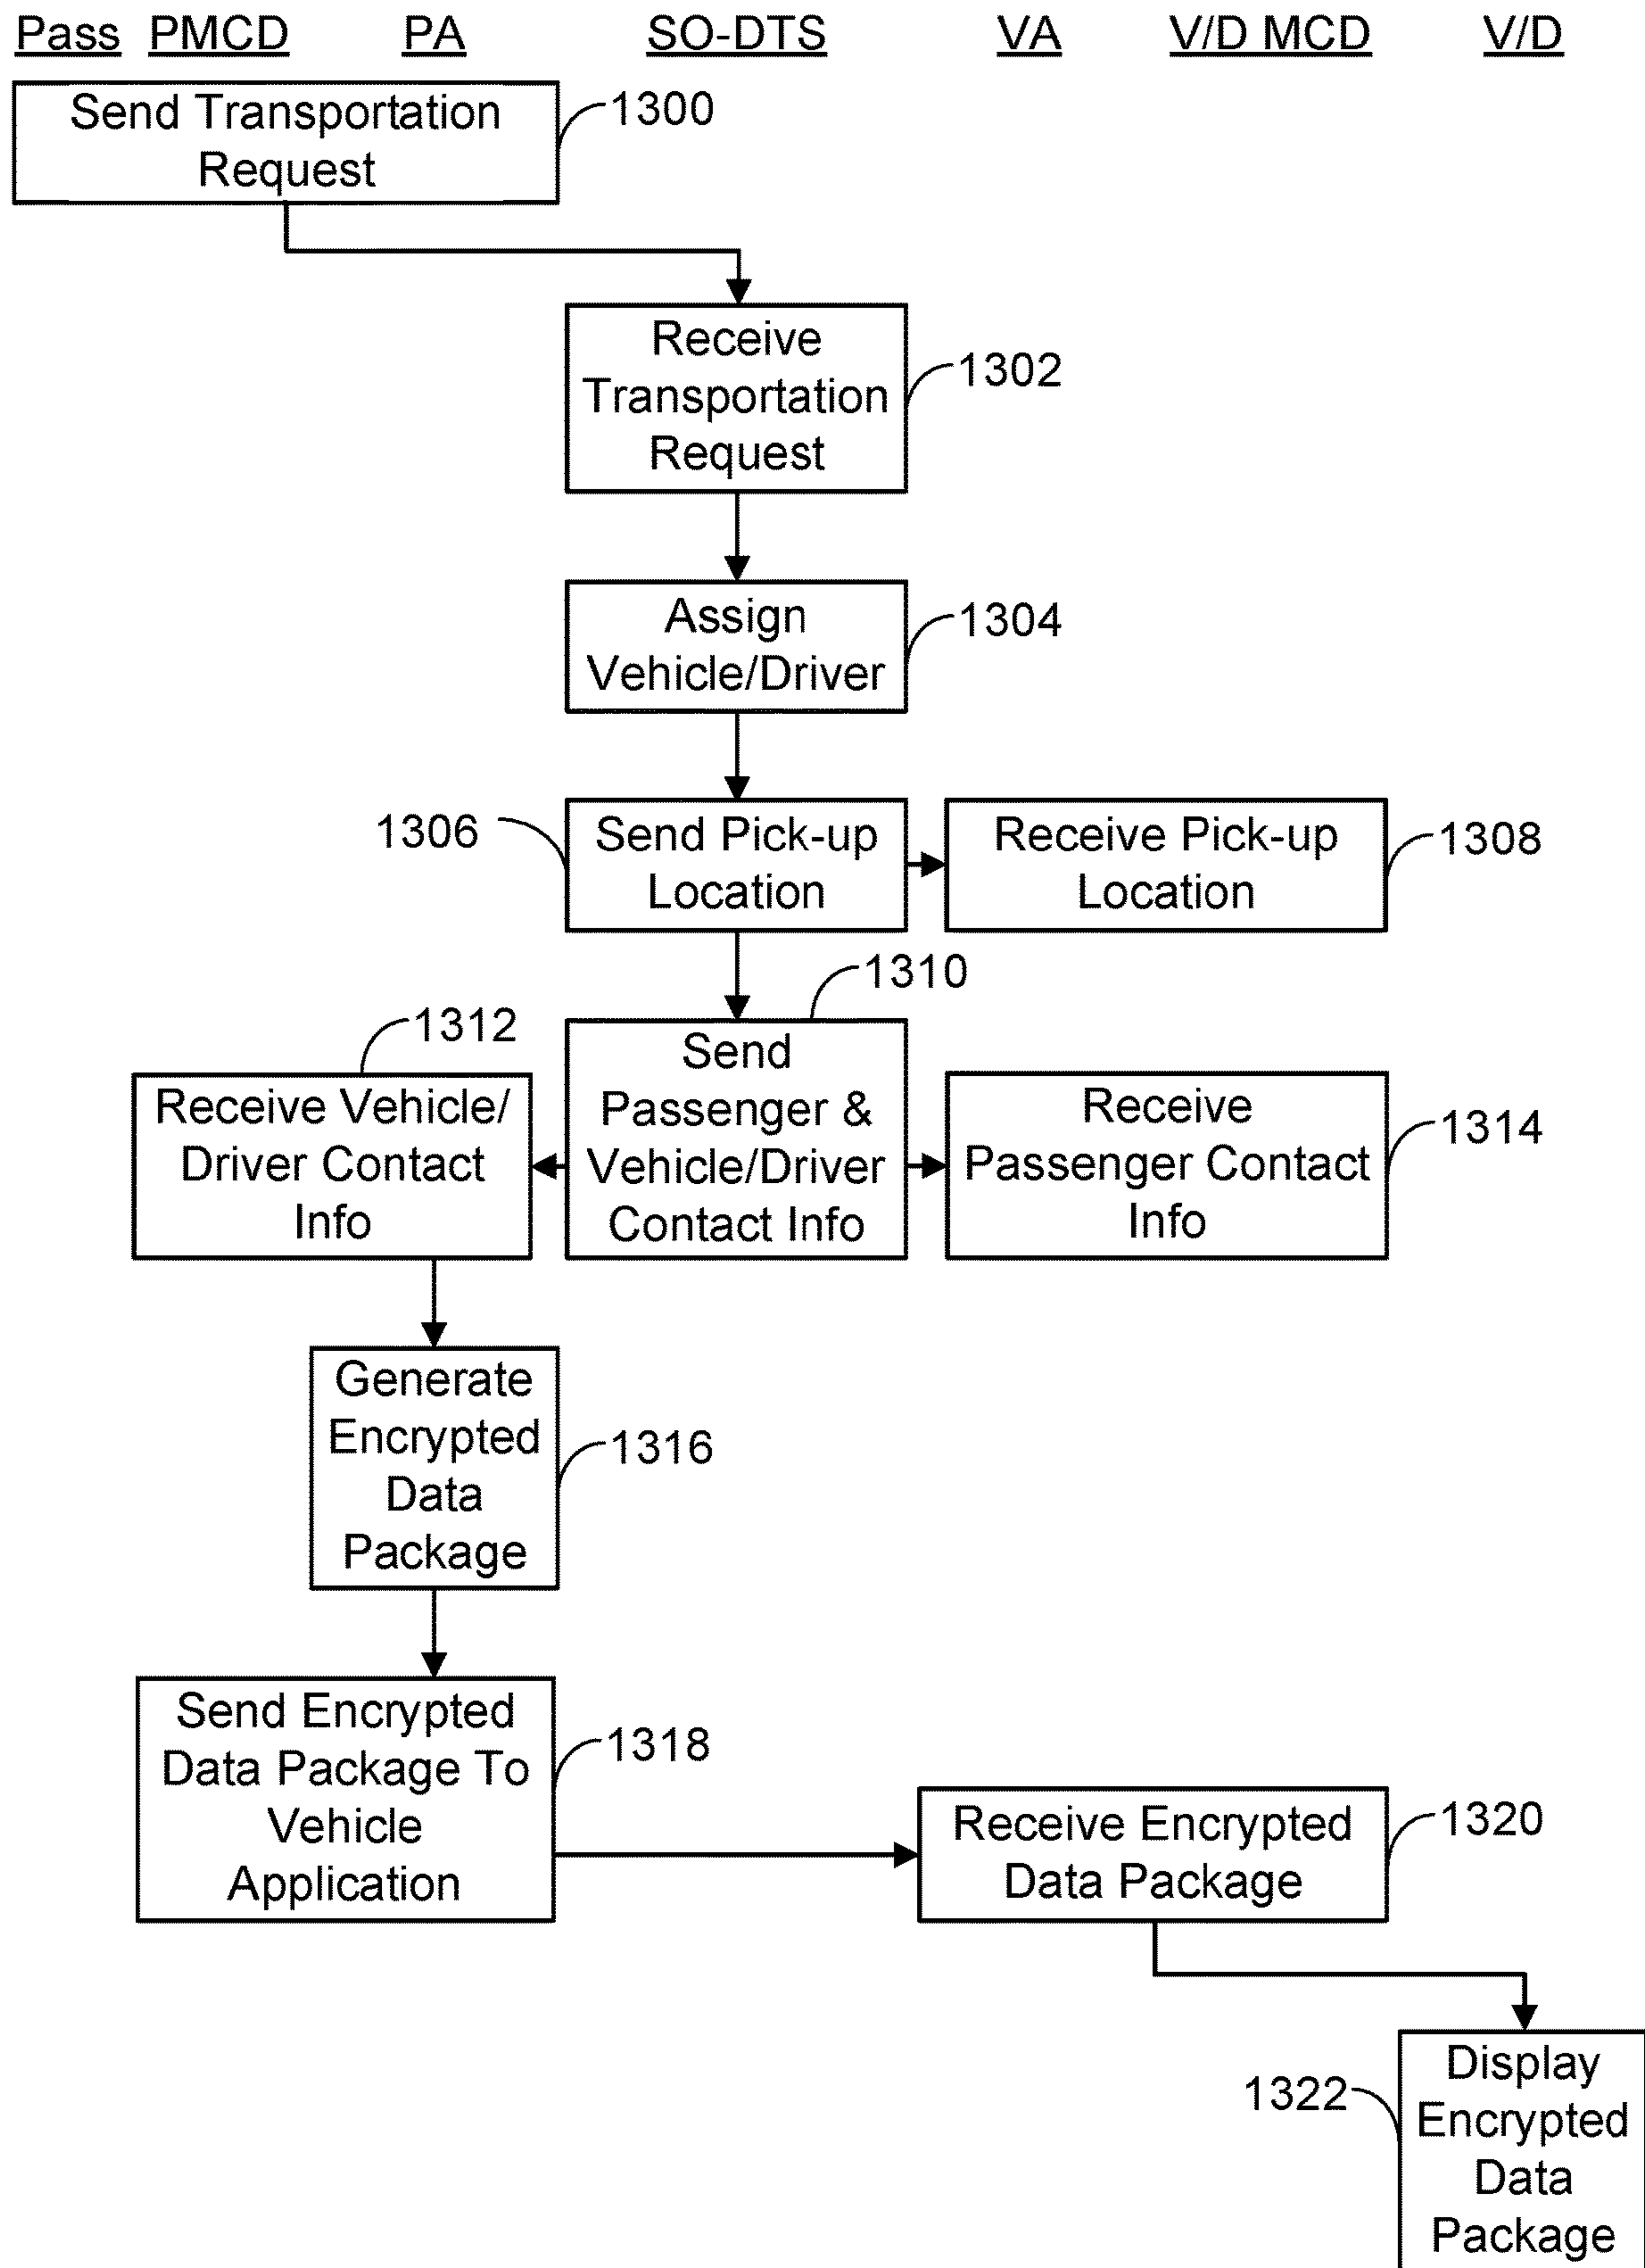 Pass PMCD PA SO-DTS VA V/D MCD V/D
Send Transportation
Request
1300
Receive
Transportation
Request
1302
Assign
Vehicle/Driver
1304
1306
Send Pick-up
Location
Receive Pick-up
Location
1308
1310
1312
Receive Vehicle/
Driver Contact
Info
Send
Passenger &
Vehicle/Driver
Contact Info
Receive
Passenger Contact
Info
1314
Generate
Encrypted
Data
Package
1316
Send Encrypted
Data Package To
Vehicle
Application
1318
Receive Encrypted
Data Package
1320
1322
Display
Encrypted
Data
Package